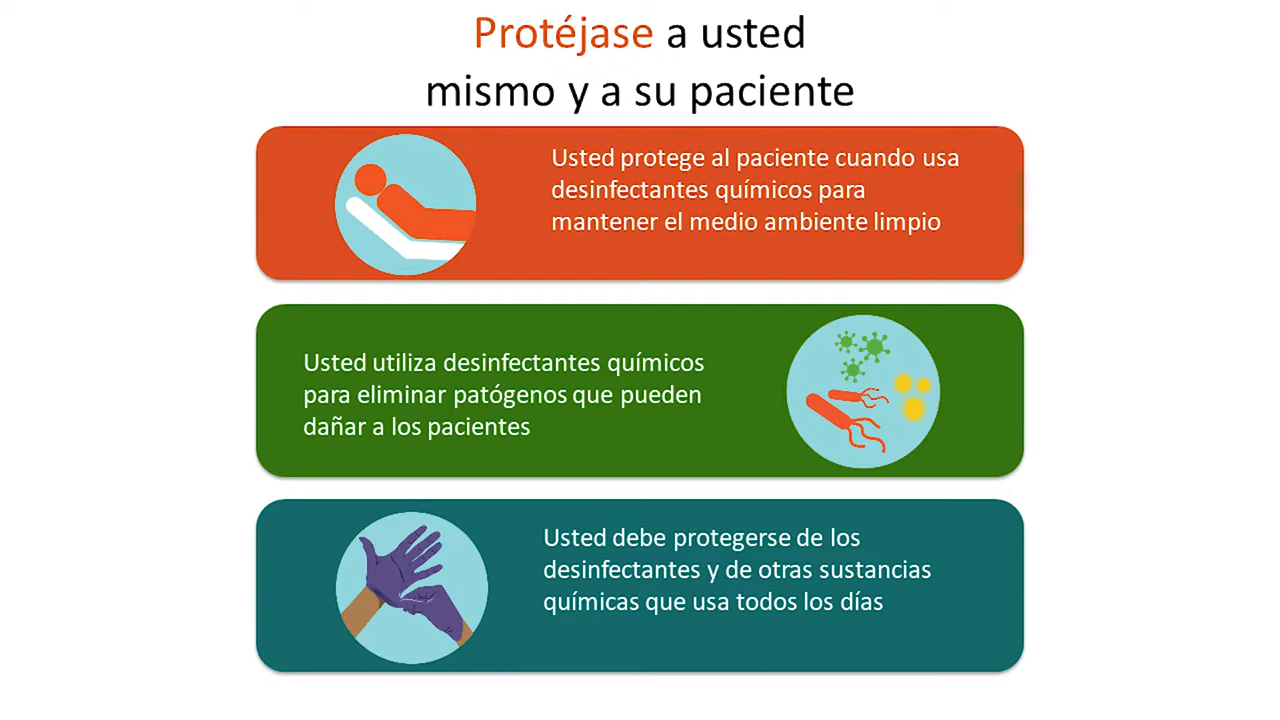 Protéjase a usted
mismo y a su paciente
Usted protege al paciente cuando usa
desinfectantes químicos para
mantener el medio ambiente limpio
Usted utiliza desinfectantes químicos
para eliminar patógenos que pueden
dañar a los pacientes
Usted debe protegerse de los
desinfectantes y de otras sustancias
químicas que usa todos los días